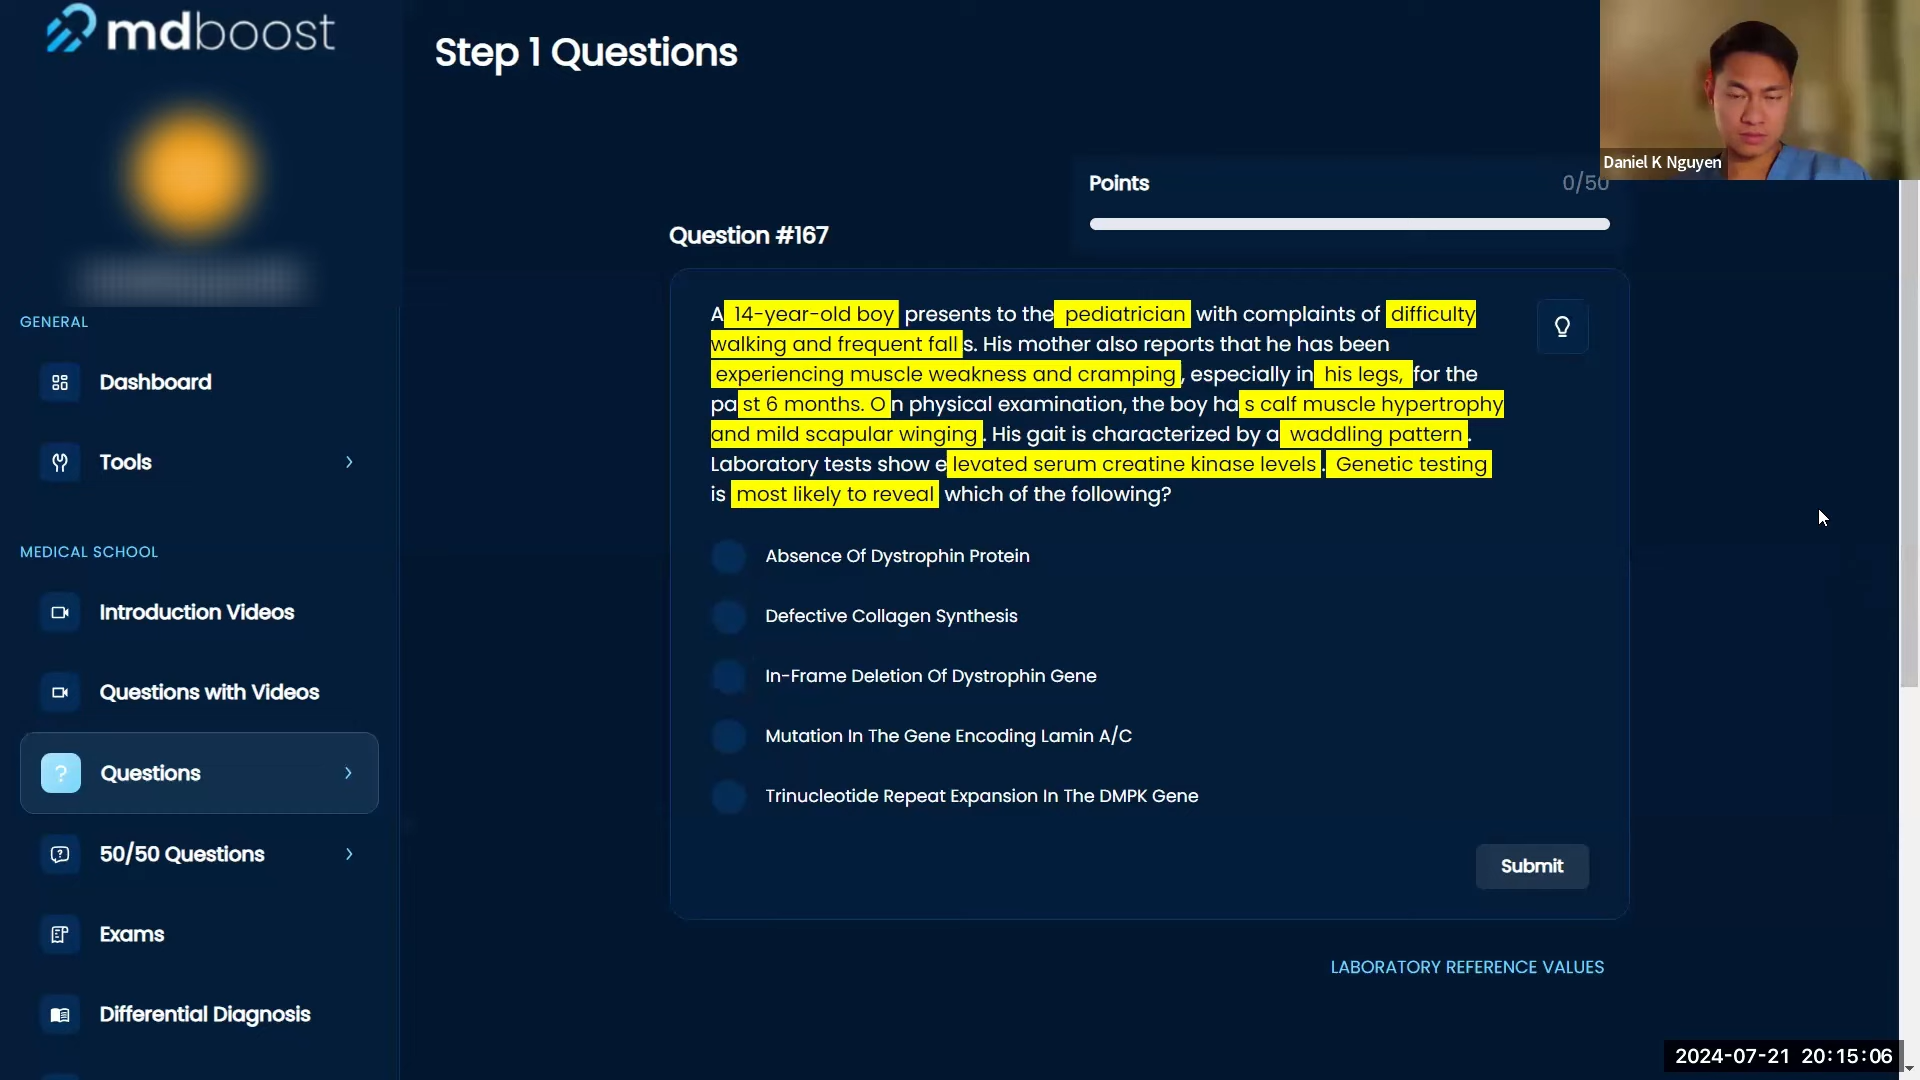 mdboost
Step 1 Questions
Daniel K Nguyen
Points
0/50
Question #167
A 14-year-old boy presents to the pediatrician with complaints of difficulty
walking and frequent falls. His mother also reports that he has been
experiencing muscle weakness and cramping, especially in his legs, for the
past 6 months. On physical examination, the boy has calf muscle hypertrophy
and mild scapular winging. His gait is characterized by a waddling pattern.
Laboratory tests show elevated serum creatine kinase levels. Genetic testing
is most likely to reveal which of the following?
Absence Of Dystrophin Protein
Defective Collagen Synthesis
In-Frame Deletion Of Dystrophin Gene
Mutation In The Gene Encoding Lamin A/C
Trinucleotide Repeat Expansion In The DMPK Gene
Submit
LABORATORY REFERENCE VALUES
GENERAL
Dashboard
Tools
MEDICAL SCHOOL
Introduction Videos
Questions with Videos
? Questions
50/50 Questions
Exams
Differential Diagnosis
2024-07-21 20:15:06